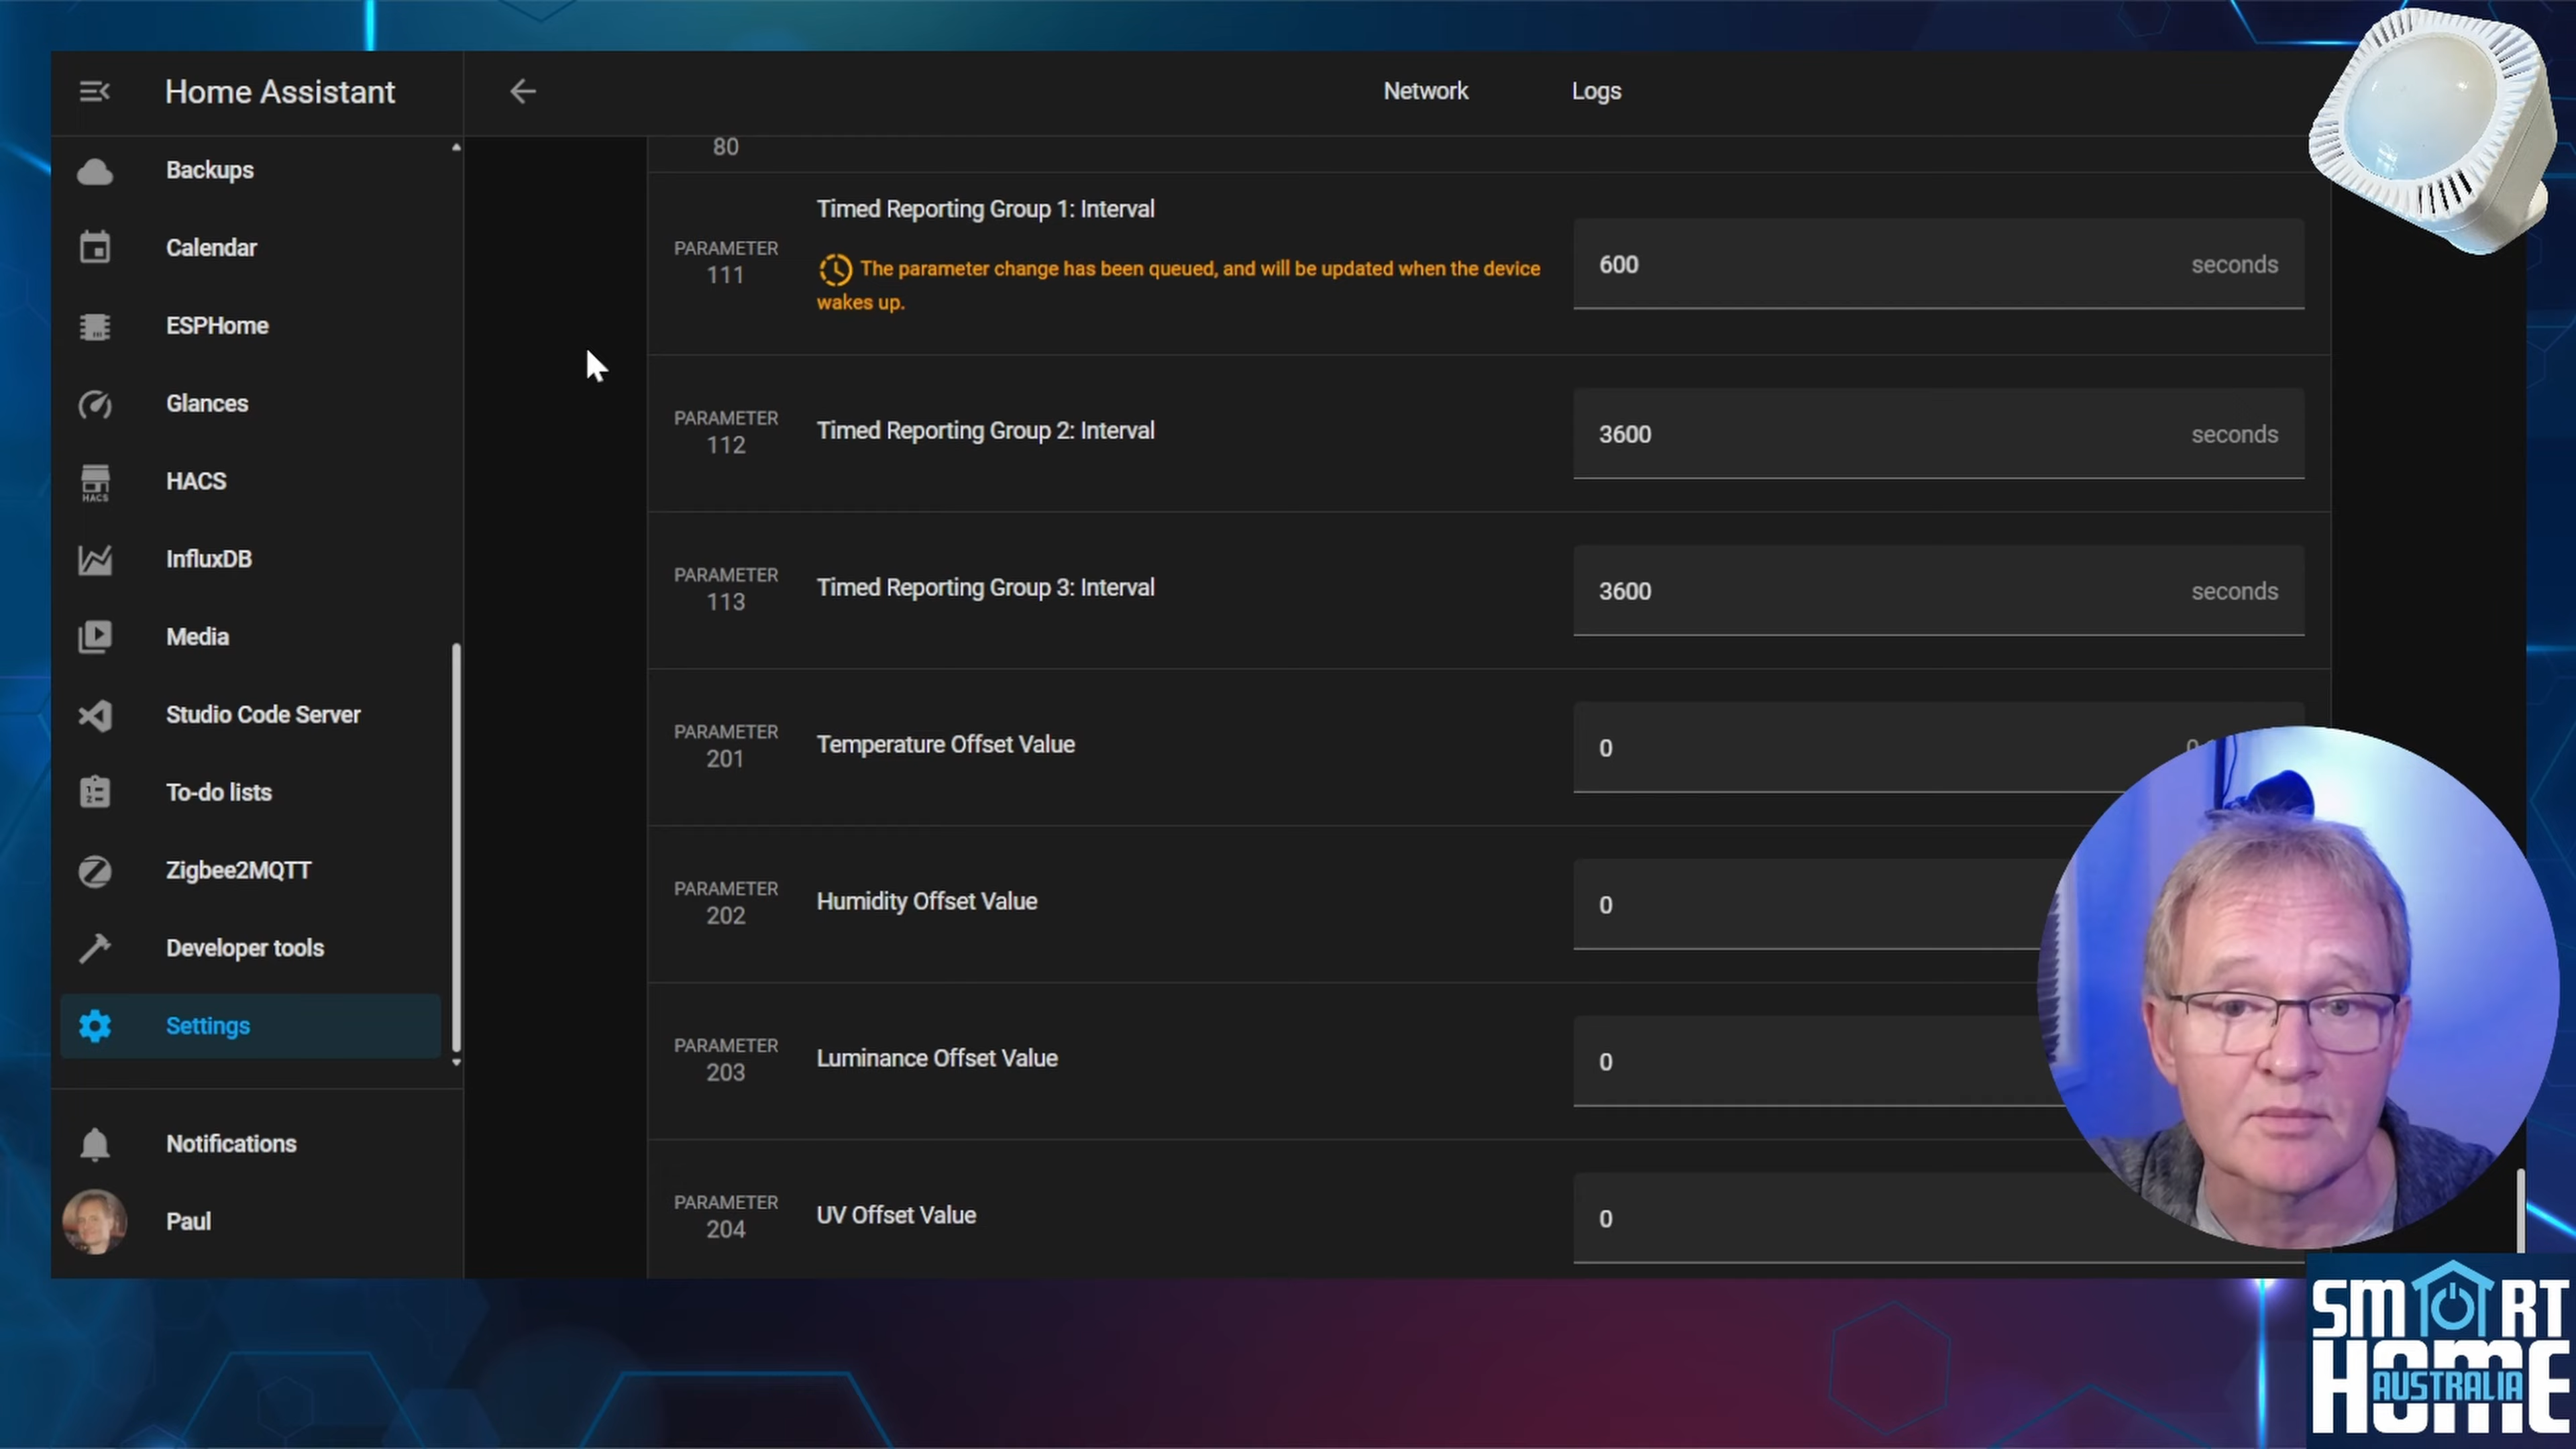 Home Assistant
Network
Logs
Backups
Calendar
ESPHome
Glances
HACS
HACS
InfluxDB
Media
Studio Code Server
To-do lists
Zigbee2MQTT
Developer tools
Settings
Notifications
Paul
80
PARAMETER
111
Timed Reporting Group 1: Interval
The parameter change has been queued, and will be updated when the device
wakes up.
600 seconds
PARAMETER
112
Timed Reporting Group 2: Interval
3600 seconds
PARAMETER
113
Timed Reporting Group 3: Interval
3600 seconds
PARAMETER
201
Temperature Offset Value
0
PARAMETER
202
Humidity Offset Value
0
PARAMETER
203
Luminance Offset Value
0
PARAMETER
204
UV Offset Value
0
SMART
HOME
AUSTRALIA